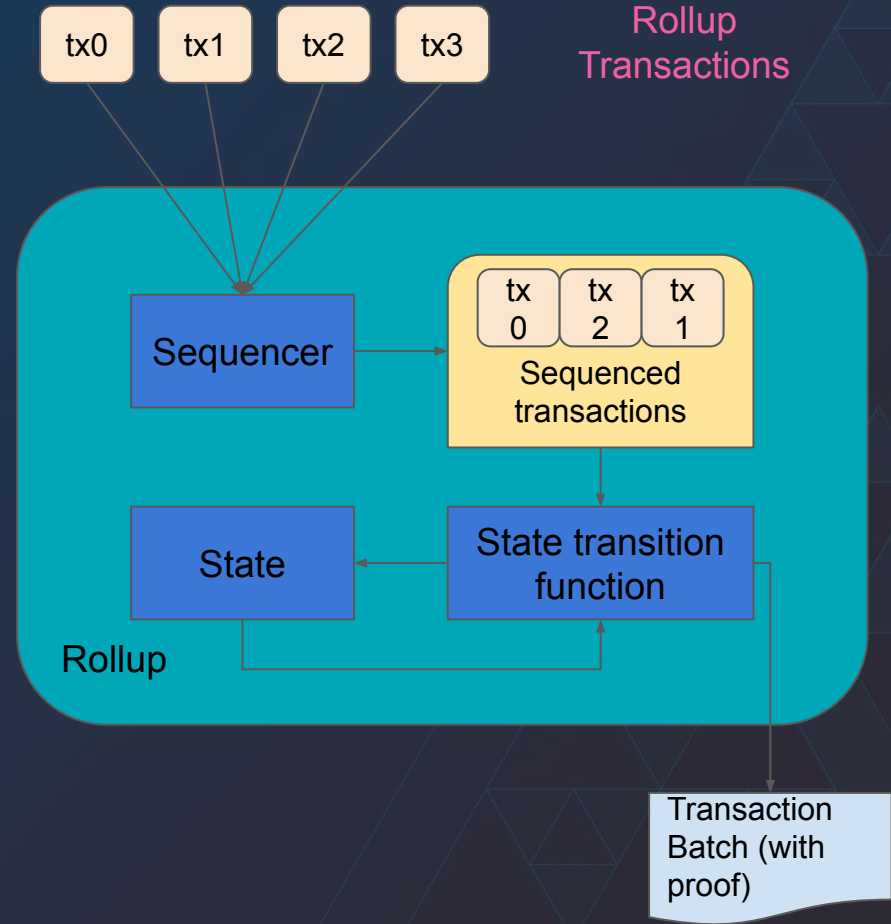 tx0
tx1
tx2
tx3
Rollup
Transactions
Sequencer
tx
0
tx
2
tx
1
Sequenced
transactions
State
State transition
function
Rollup
Transaction
Batch (with
proof)